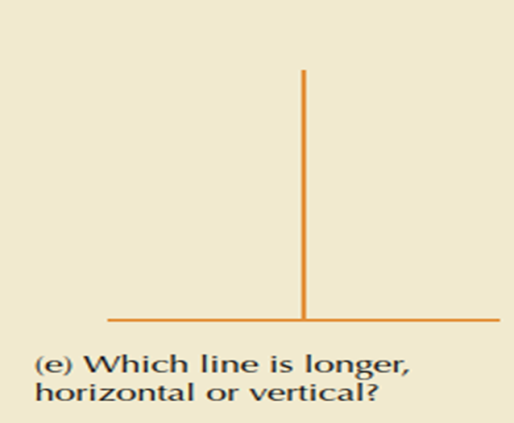 (e) Which line is longer,
horizontal or vertical?